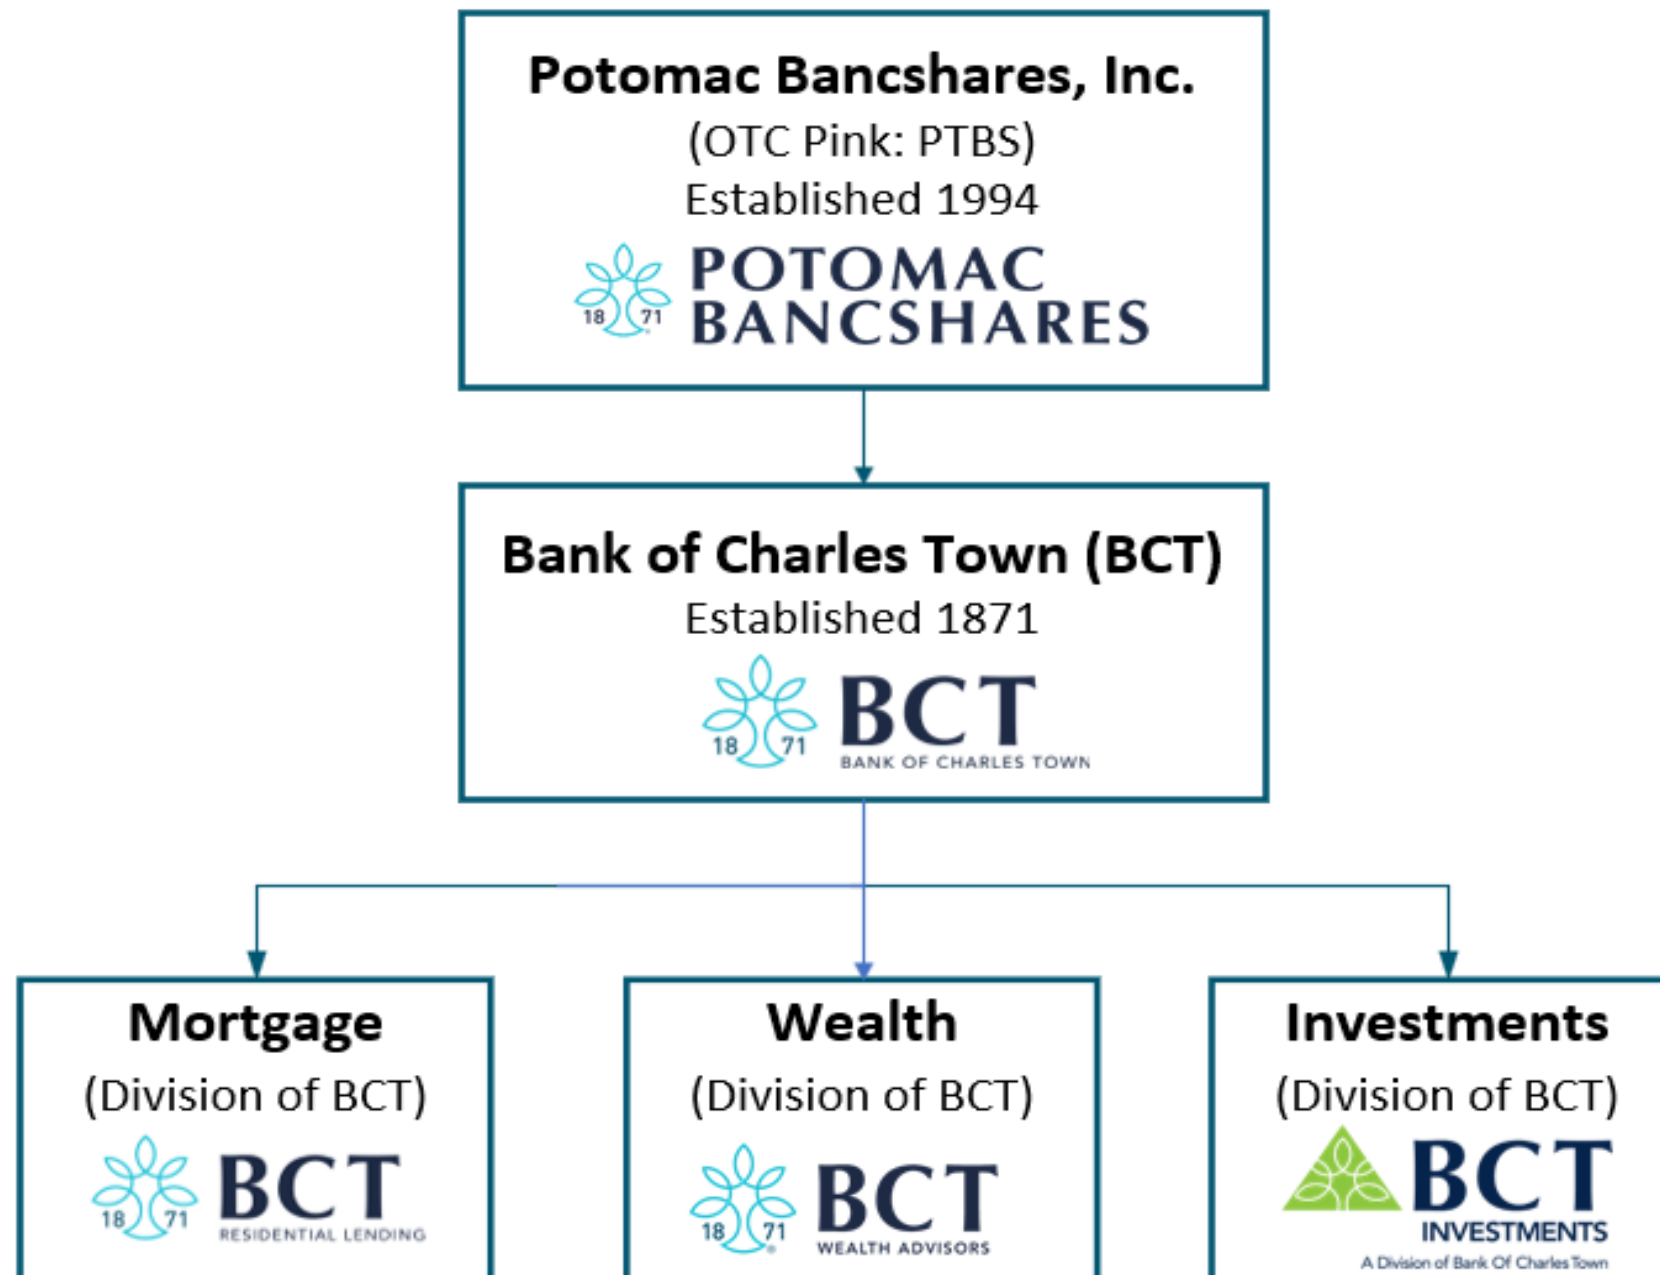 Potomac Bancshares, Inc.
(OTC Pink: PTBS)
Established 1994
18 71
POTOMAC
BANCSHARES
Bank of Charles Town (BCT)
Established 1871
18 71
BCT
BANK OF CHARLES TOWN
Mortgage
(Division of BCT)
18 71
BCT
RESIDENTIAL LENDING
Wealth
(Division of BCT)
18 71
BCT
WEALTH ADVISORS
Investments
(Division of BCT)
BCT
INVESTMENTS
A Division of Bank Of Charles Town